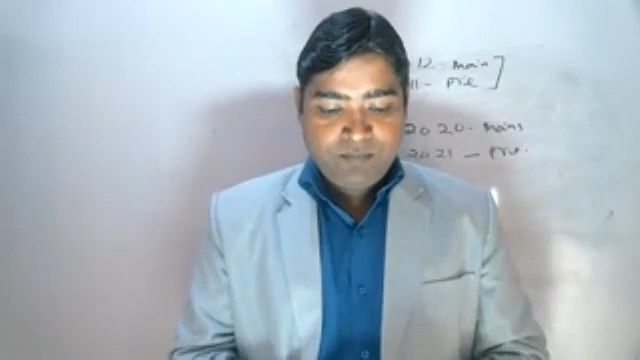 12 - main
11 - pre
2020 - mains
2021 - pre.